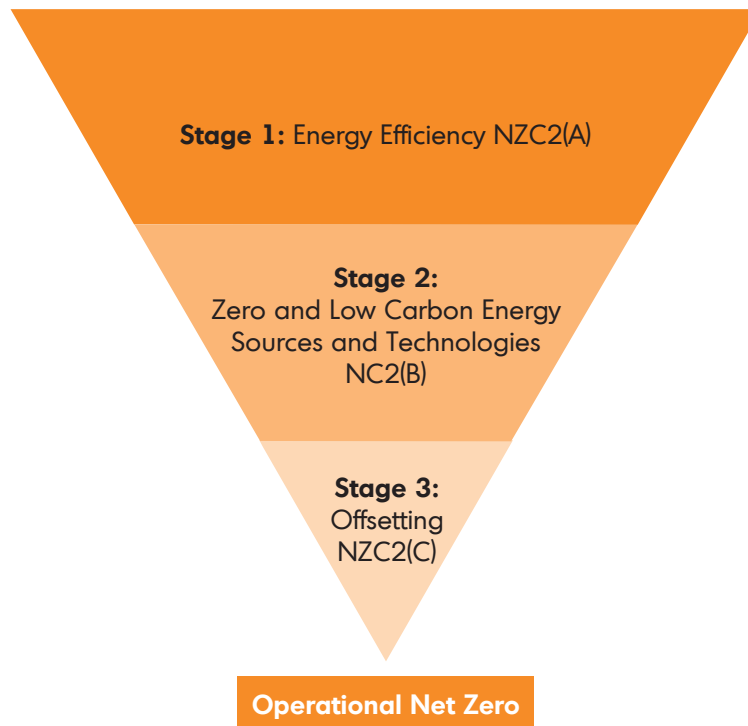 Stage 1: Energy Efficiency NZC2(A)
Stage 2:
Zero and Low Carbon Energy
Sources and Technologies
NC2(B)
Stage 3:
Offsetting
NZC2(C)
Operational Net Zero